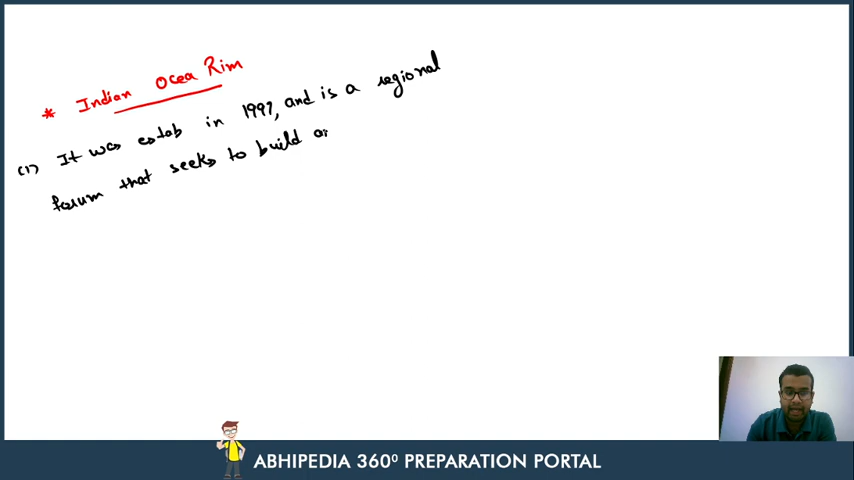 * Indian Ocea Rim
(1) It was estab in 1997, and is a regional
forum that seeks to build
ABHIPEDIA 360⁰ PREPARATION PORTAL